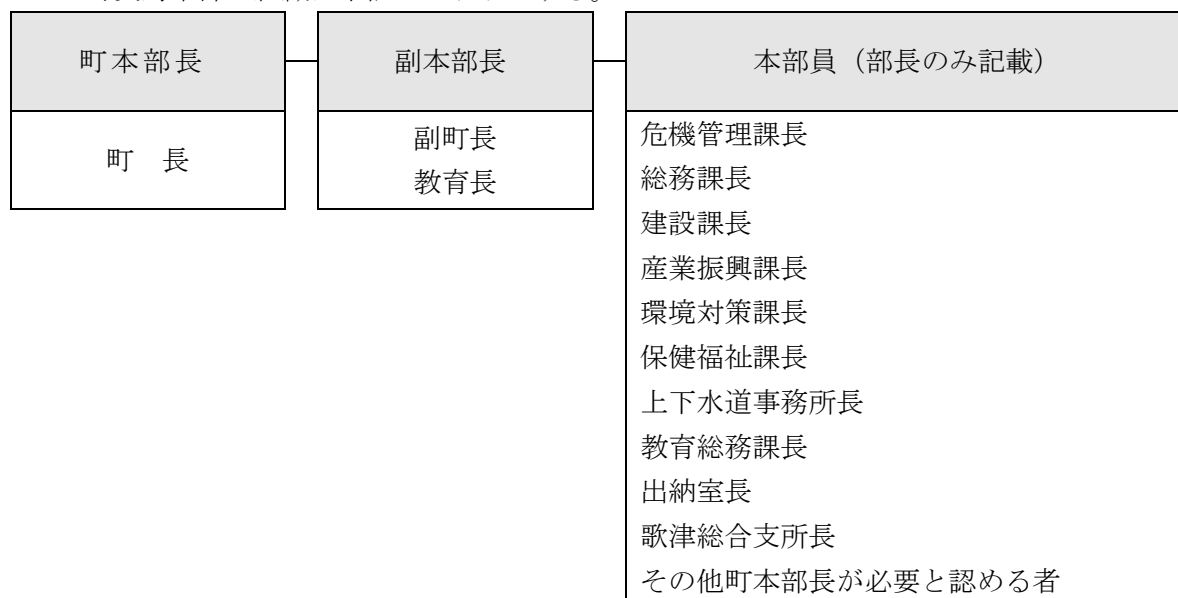 町本部長
副本部長
本部員（部長のみ記載）
町　長
副町長
教育長
危機管理課長
総務課長
建設課長
産業振興課長
環境対策課長
保健福祉課長
上下水道事務所長
教育総務課長
出納室長
歌津総合支所長
その他町本部長が必要と認める者